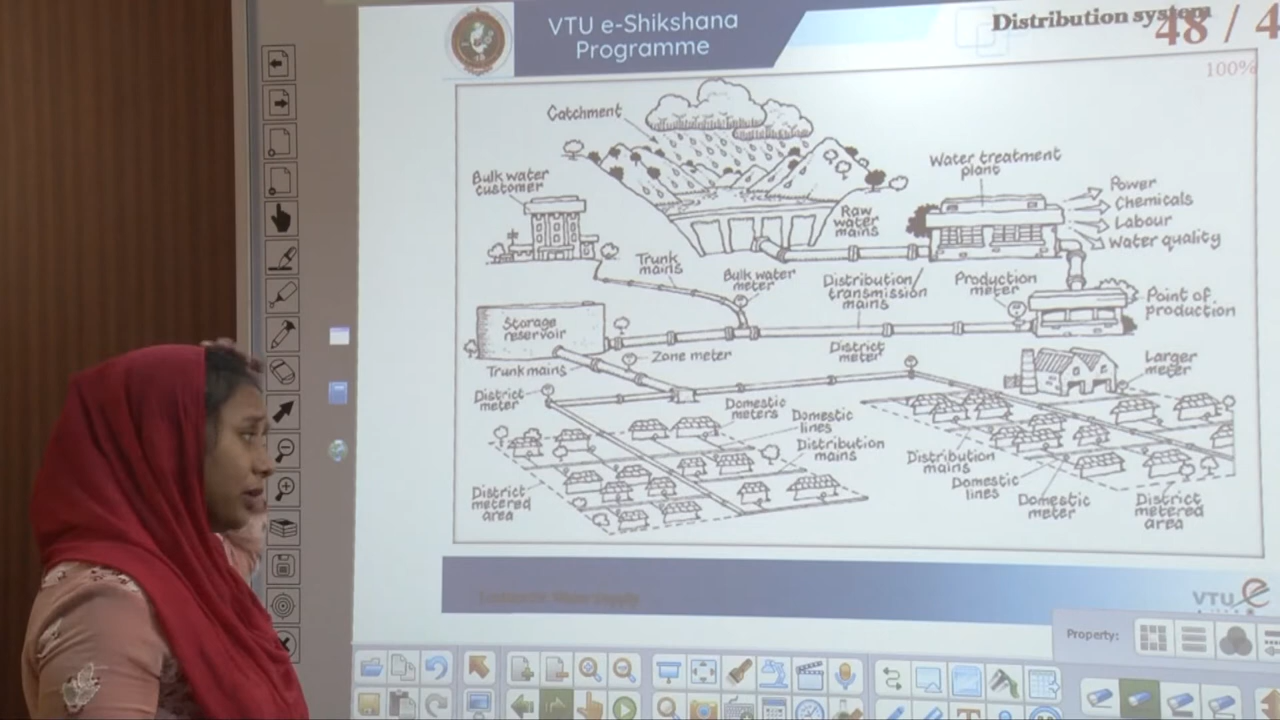 VTU e-Shikshana
Programme
Distribution system
48 / 4
100%
Catchment
Bulk water
customer
Water treatment
plant
Power
Chemicals
Labour
Water quality
Raw
water
mains
Trunk
mains
Bulk water
meter
Distribution/
transmission
mains
Production
meter
Point of
production
Storage
reservoir
Zone meter
District
meter
Larger
meter
Trunk mains
District
meter
Domestic
meters
Domestic
lines
Distribution
mains
Distribution
mains
Domestic
lines
Domestic
meter
District
metered
area
District
metered
area
VTU e
Property: